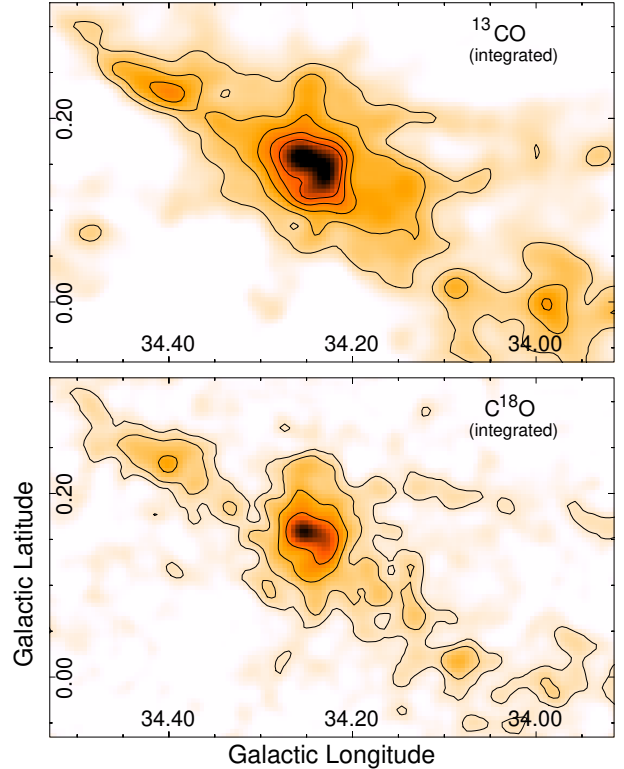 ¹³CO
(integrated)
0.20
0.00
34.40 34.20 34.00
C¹⁸O
(integrated)
0.20
0.00
34.40 34.20 34.00
Galactic Latitude
Galactic Longitude